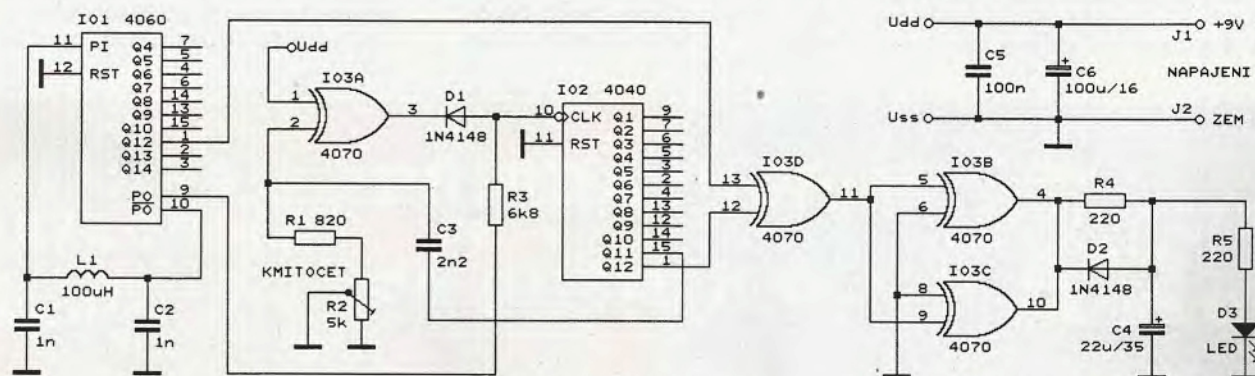 IO1 4060
11 PI Q4 7
12 RST Q5 5
Q6 4
Q7 6
Q8 14
Q9 13
Q10 15
Q12 1
Q13 2
Q14 3
PO 9
PO 10
L1
100uH
C1
1n
C2
1n
Udd
IO3A
1
2
3
4070
D1
1N4148
R1 820
KMITOCET
R2
5k
C3
2n2
R3
6k8
IO2 4040
10 CLK Q1 9
Q2 7
11 RST Q3 6
Q4 5
Q5 3
Q6 2
Q7 4
Q8 13
Q9 12
Q10 14
Q11 15
Q12 1
IO3D
13
12
11
4070
IO3B
5
6
4
4070
IO3C
8
9
10
4070
R4
220
D2
1N4148
C4
22u/35
R5
220
D3
LED
Udd
J1
+9V
C5
100n
C6
100u/16
NAPAJENI
Uss
J2
ZEM